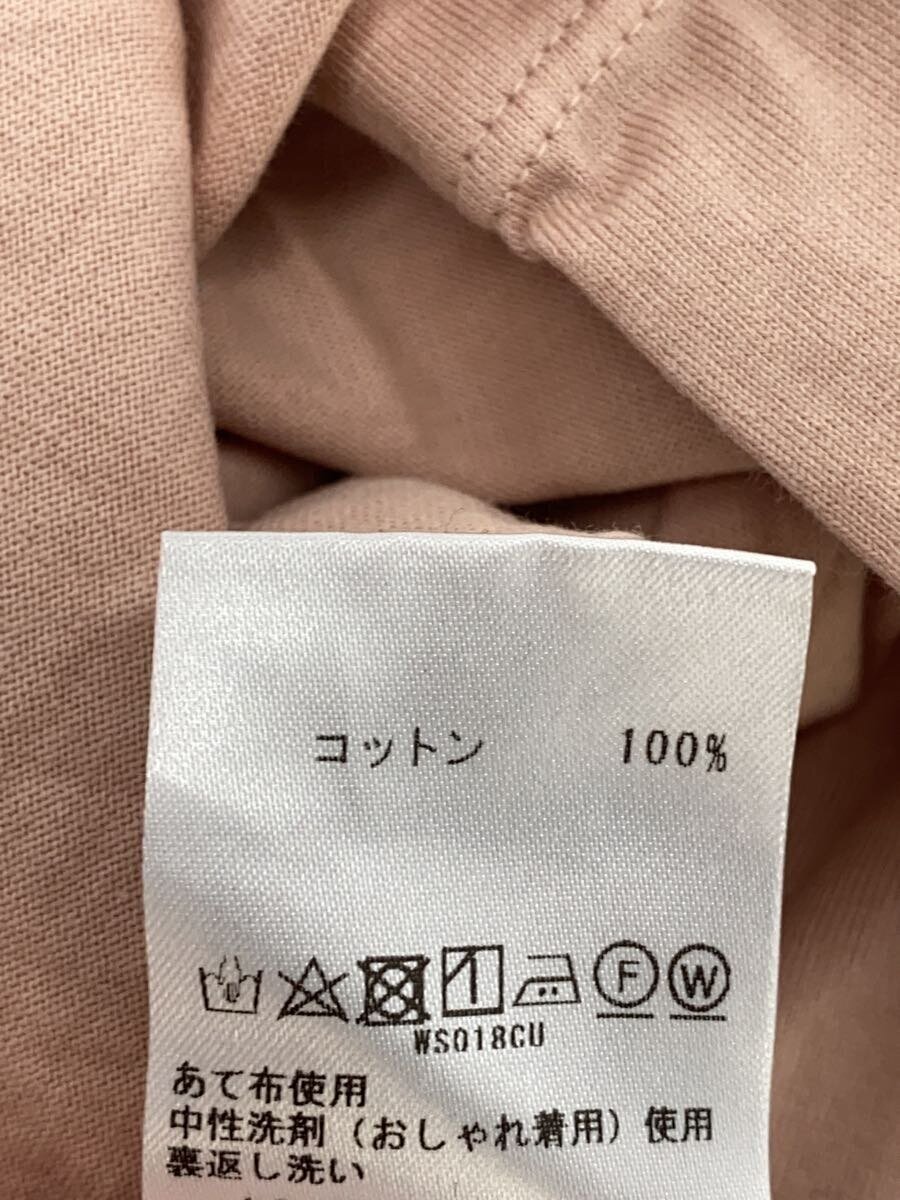 コットン 100%
F W
WS018CU
あて布使用
中性洗剤(おしゃれ着用)使用
裏返し洗い